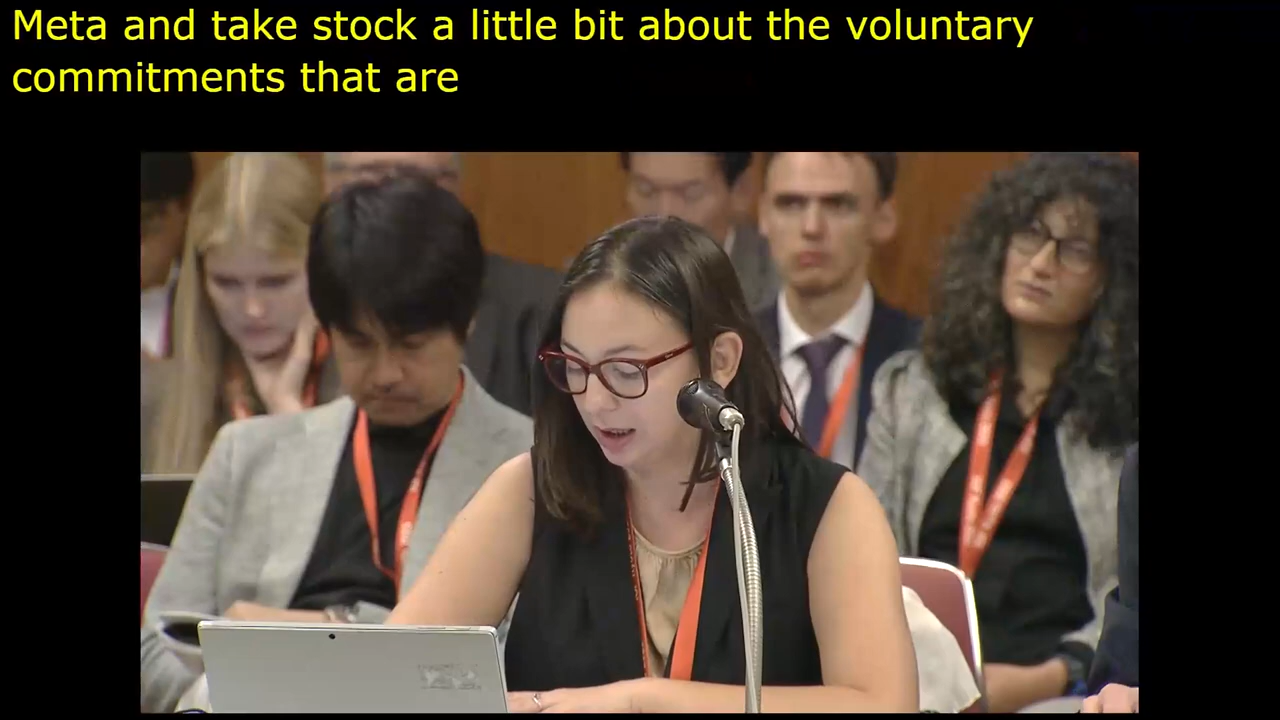 Meta and take stock a little bit about the voluntary
commitments that are